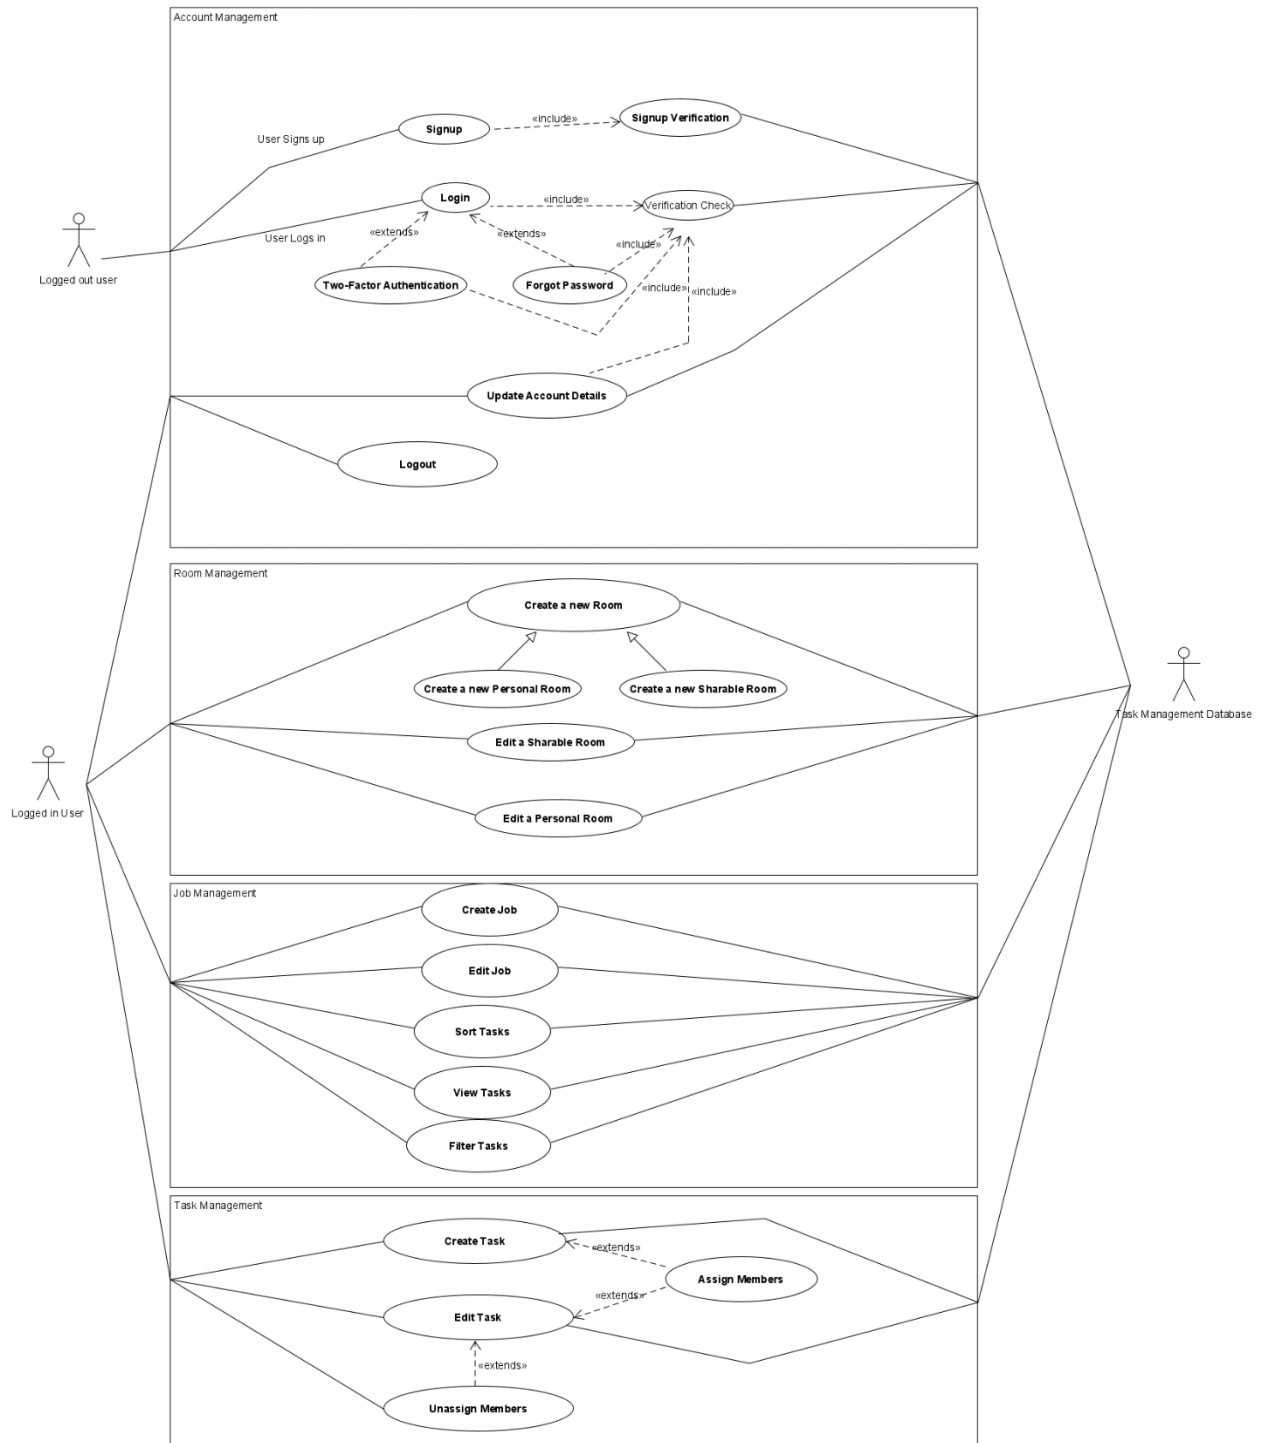 Account Management
Signup
«include»
Signup Verification
User Signs up
Login
«include»
Verification Check
User Logs in
«extends»
«extends»
«include»
Logged out user
Two-Factor Authentication
Forgot Password
«include»
«include»
Update Account Details
Logout
Room Management
Create a new Room
Create a new Personal Room
Create a new Sharable Room
Task Management Database
Edit a Sharable Room
Logged in User
Edit a Personal Room
Job Management
Create Job
Edit Job
Sort Tasks
View Tasks
Filter Tasks
Task Management
Create Task
«extends»
Assign Members
«extends»
Edit Task
«extends»
Unassign Members